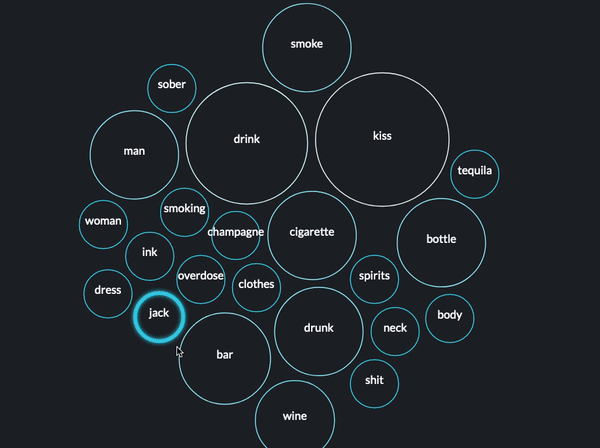 smoke
sober
drink
kiss
man
tequila
smoking
woman
champagne
cigarette
bottle
ink
overdose
clothes
spirits
dress
jack
body
drunk
neck
bar
shit
wine